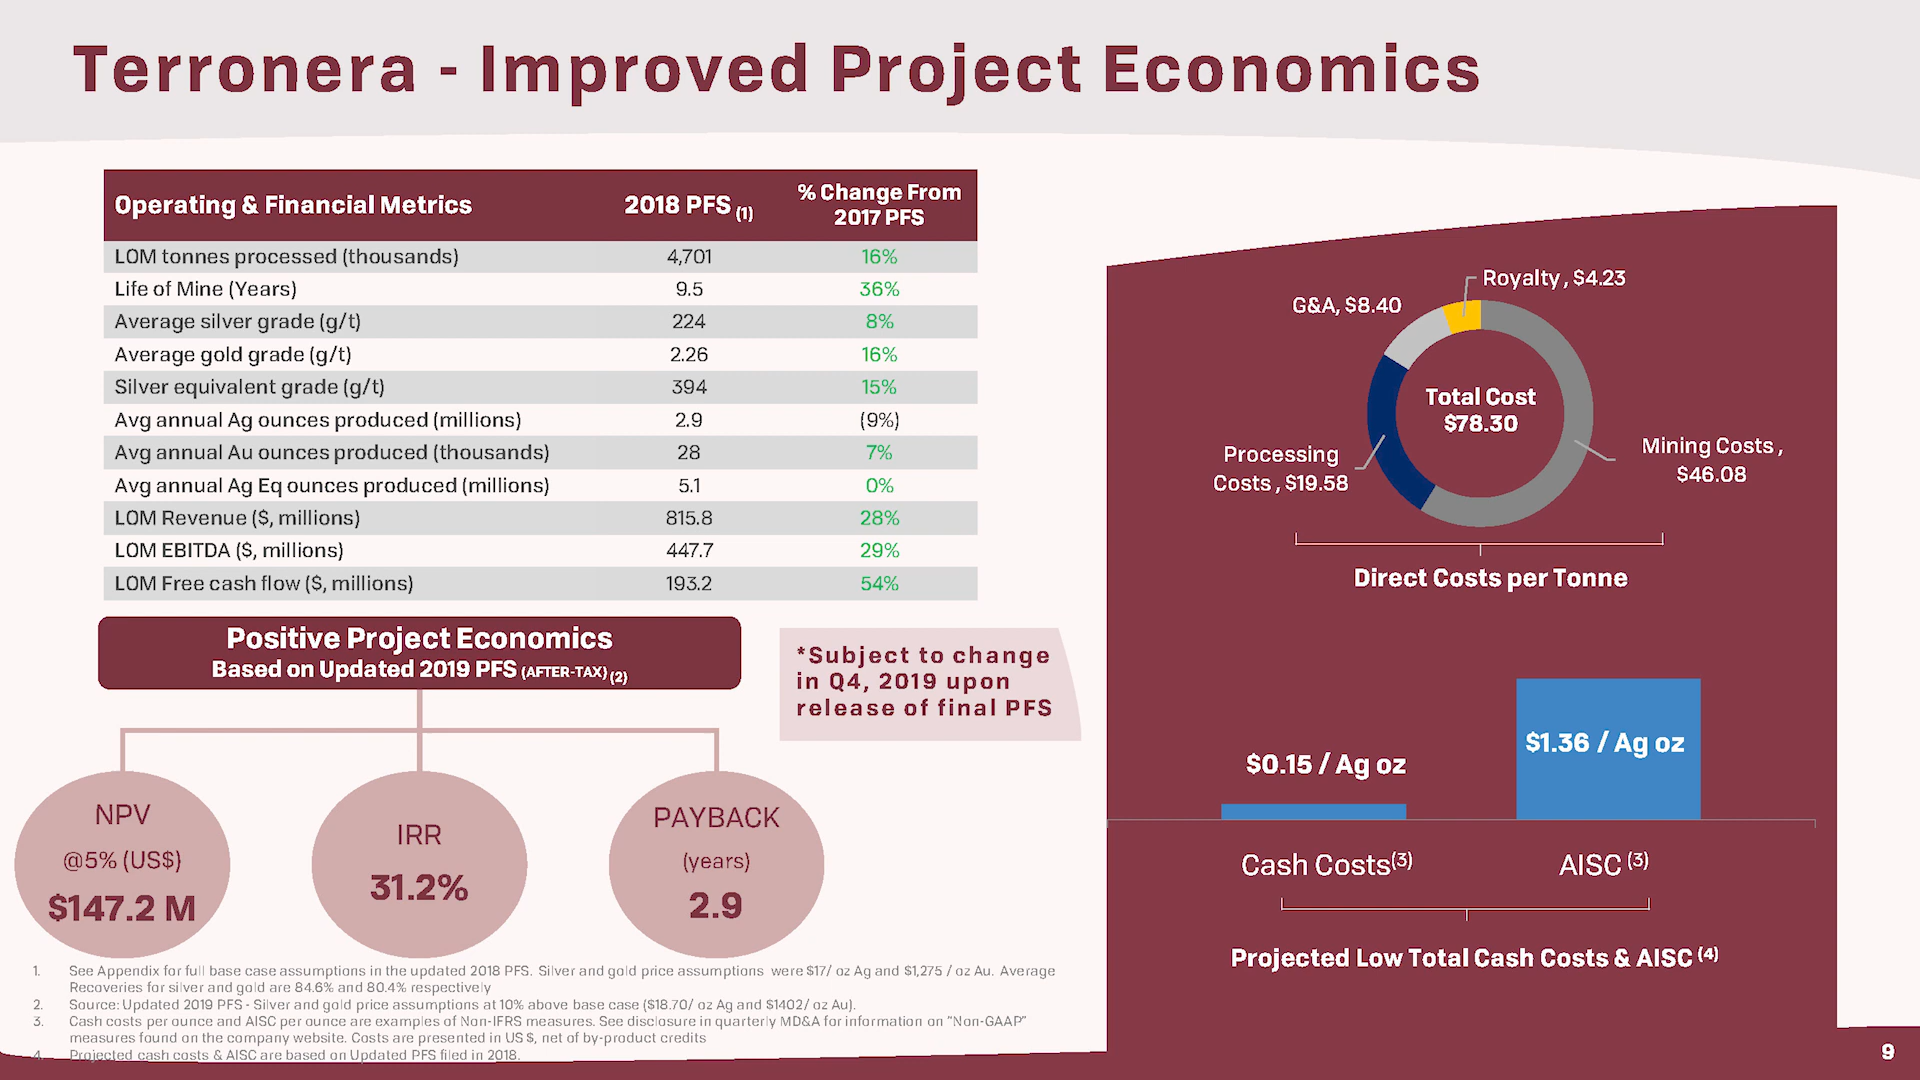 Terronera - Improved Project Economics
Operating & Financial Metrics 2018 PFS (1) % Change From 2017 PFS
LOM tonnes processed (thousands) 4,701 16%
Life of Mine (Years) 9.5 36%
Average silver grade (g/t) 224 8%
Average gold grade (g/t) 2.26 16%
Silver equivalent grade (g/t) 394 15%
Avg annual Ag ounces produced (millions) 2.9 (9%)
Avg annual Au ounces produced (thousands) 28 7%
Avg annual Ag Eq ounces produced (millions) 5.1 0%
LOM Revenue ($, millions) 815.8 28%
LOM EBITDA ($, millions) 447.7 29%
LOM Free cash flow ($, millions) 193.2 54%
Positive Project Economics
Based on Updated 2019 PFS (AFTER-TAX) (2)
*Subject to change
in Q4, 2019 upon
release of final PFS
NPV
@5% (US$)
$147.2 M
IRR
31.2%
PAYBACK
(years)
2.9
Royalty, $4.23
G&A, $8.40
Total Cost
$78.30
Processing
Costs, $19.58
Mining Costs,
$46.08
Direct Costs per Tonne
$0.15 / Ag oz
$1.36 / Ag oz
Cash Costs(3)
AISC (3)
Projected Low Total Cash Costs & AISC (4)
1. See Appendix for full base case assumptions in the updated 2018 PFS. Silver and gold price assumptions were $17/ oz Ag and $1,275 / oz Au. Average
Recoveries for silver and gold are 84.6% and 80.4% respectively
2. Source: Updated 2019 PFS - Silver and gold price assumptions at 10% above base case ($18.70/ oz Ag and $1402/ oz Au).
3. Cash costs per ounce and AISC per ounce are examples of Non-IFRS measures. See disclosure in quarterly MD&A for information on "Non-GAAP"
measures found on the company website. Costs are presented in US $, net of by-product credits
4. Projected cash costs & AISC are based on Updated PFS filed in 2018.
9